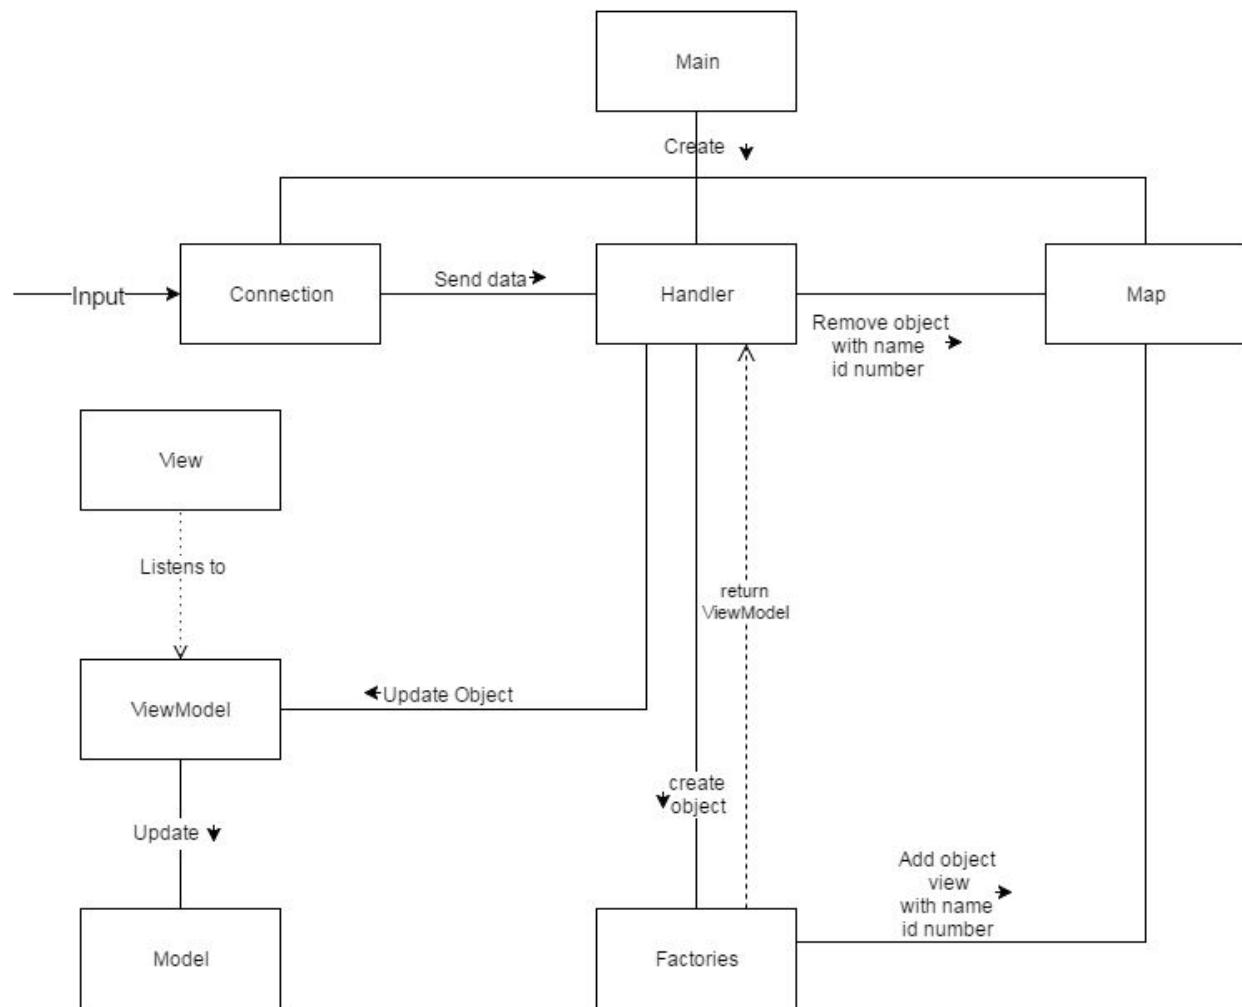 Main
Create
Input
Connection
Send data
Handler
Map
Remove object
with name
id number
View
Listens to
return
ViewModel
ViewModel
Update Object
create
object
Update
Add object
view
with name
id number
Model
Factories